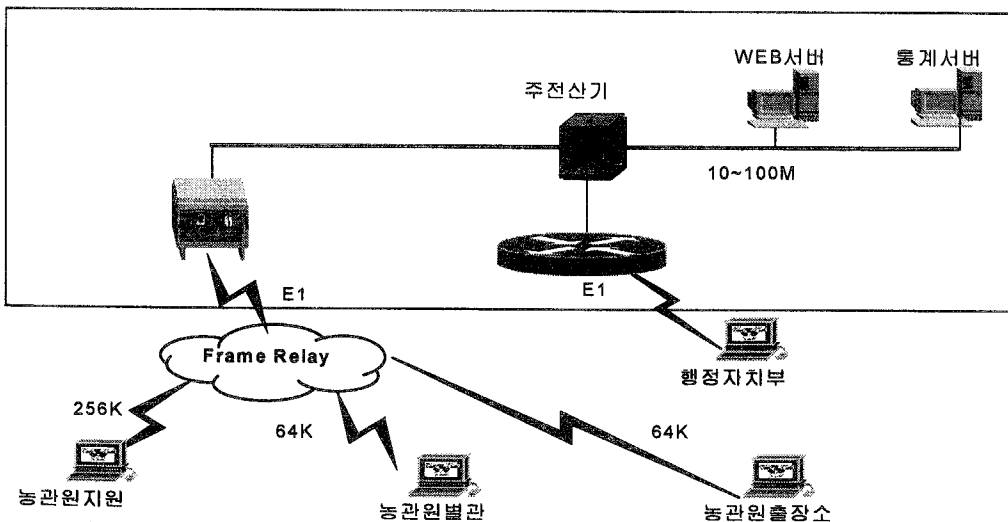 WEB서버
통계서버
주전산기
10~100M
E1
E1
Frame Relay
행정자치부
256K
64K
64K
농관원지원
농관원별관
농관원출장소